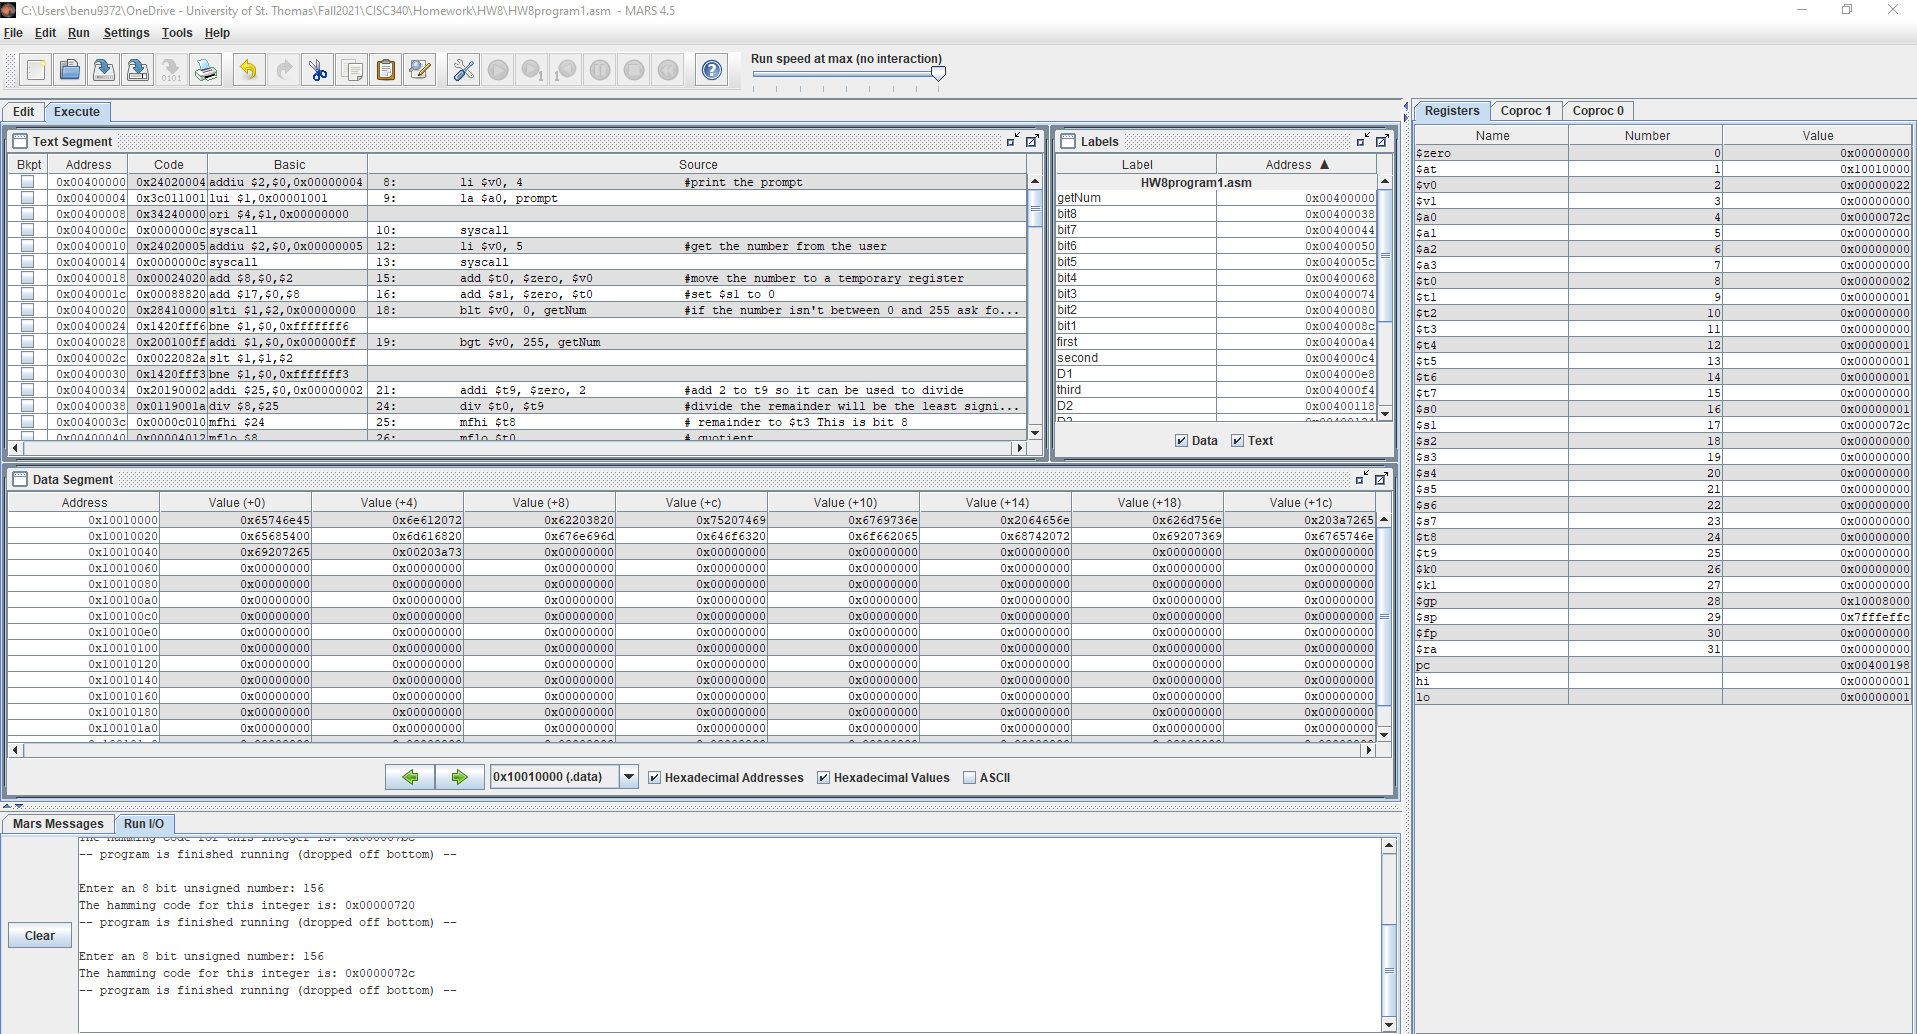 C:\Users\benu9372\OneDrive - University of St. Thomas\Fall2021\CISC340\Homework\HW8\HW8program1.asm - MARS 4.5
File Edit Run Settings Tools Help
Run speed at max (no interaction)
Edit Execute
Text Segment
Bkpt Address Code Basic Source
0x00400000 0x24020004 addiu $2,$0,0x00000004 8: li $v0, 4 #print the prompt
0x00400004 0x3c011001 lui $1,0x00001001 9: la $a0, prompt
0x00400008 0x34240000 ori $4,$1,0x00000000
0x0040000c 0x0000000c syscall 10: syscall
0x00400010 0x24020005 addiu $2,$0,0x00000005 12: li $v0, 5 #get the number from the user
0x00400014 0x0000000c syscall 13: syscall
0x00400018 0x00024020 add $8,$0,$2 15: add $t0, $zero, $v0 #move the number to a temporary register
0x0040001c 0x00088820 add $17,$0,$8 16: add $s1, $zero, $t0 #set $s1 to 0
0x00400020 0x28410000 slti $1,$2,0x00000000 18: blt $v0, 0, getNum #if the number isn't between 0 and 255 ask fo...
0x00400024 0x1420fff6 bne $1,$0,0xfffffff6
0x00400028 0x200100ff addi $1,$0,0x000000ff 19: bgt $v0, 255, getNum
0x0040002c 0x0022082a slt $1,$1,$2
0x00400030 0x1420fff3 bne $1,$0,0xfffffff3
0x00400034 0x20190002 addi $25,$0,0x00000002 21: addi $t9, $zero, 2 #add 2 to t9 so it can be used to divide
0x00400038 0x0119001a div $8,$25 24: div $t0, $t9 #divide the remainder will be the least signi...
0x0040003c 0x0000c010 mfhi $24 25: mfhi $t8 # remainder to $t3 This is bit 8
0x00400040 0x00004012 mflo $8 26: mflo $t0 # quotient
Labels
Label Address ▲
HW8program1.asm
getNum 0x00400000
bit8 0x00400038
bit7 0x00400044
bit6 0x00400050
bit5 0x0040005c
bit4 0x00400068
bit3 0x00400074
bit2 0x00400080
bit1 0x0040008c
first 0x004000a4
second 0x004000c4
D1 0x004000e8
third 0x004000f4
D2 0x00400118
D3 0x00400124
Data Text
Data Segment
Address Value (+0) Value (+4) Value (+8) Value (+c) Value (+10) Value (+14) Value (+18) Value (+1c)
0x10010000 0x65746e45 0x6e612072 0x62203820 0x75207469 0x6769736e 0x2064656e 0x626d756e 0x203a7265
0x10010020 0x65685400 0x6d616820 0x676e696d 0x646f6320 0x6f662065 0x68742072 0x69207369 0x6765746e
0x10010040 0x69207265 0x00203a73 0x00000000 0x00000000 0x00000000 0x00000000 0x00000000 0x00000000
0x10010060 0x00000000 0x00000000 0x00000000 0x00000000 0x00000000 0x00000000 0x00000000 0x00000000
0x10010080 0x00000000 0x00000000 0x00000000 0x00000000 0x00000000 0x00000000 0x00000000 0x00000000
0x100100a0 0x00000000 0x00000000 0x00000000 0x00000000 0x00000000 0x00000000 0x00000000 0x00000000
0x100100c0 0x00000000 0x00000000 0x00000000 0x00000000 0x00000000 0x00000000 0x00000000 0x00000000
0x100100e0 0x00000000 0x00000000 0x00000000 0x00000000 0x00000000 0x00000000 0x00000000 0x00000000
0x10010100 0x00000000 0x00000000 0x00000000 0x00000000 0x00000000 0x00000000 0x00000000 0x00000000
0x10010120 0x00000000 0x00000000 0x00000000 0x00000000 0x00000000 0x00000000 0x00000000 0x00000000
0x10010140 0x00000000 0x00000000 0x00000000 0x00000000 0x00000000 0x00000000 0x00000000 0x00000000
0x10010160 0x00000000 0x00000000 0x00000000 0x00000000 0x00000000 0x00000000 0x00000000 0x00000000
0x10010180 0x00000000 0x00000000 0x00000000 0x00000000 0x00000000 0x00000000 0x00000000 0x00000000
0x100101a0 0x00000000 0x00000000 0x00000000 0x00000000 0x00000000 0x00000000 0x00000000 0x00000000
0x10010000 (.data) Hexadecimal Addresses Hexadecimal Values ASCII
Mars Messages Run I/O
Clear
The hamming code for this integer is: 0x000007bc
-- program is finished running (dropped off bottom) --
Enter an 8 bit unsigned number: 156
The hamming code for this integer is: 0x00000720
-- program is finished running (dropped off bottom) --
Enter an 8 bit unsigned number: 156
The hamming code for this integer is: 0x0000072c
-- program is finished running (dropped off bottom) --
Registers Coproc 1 Coproc 0
Name Number Value
$zero 0 0x00000000
$at 1 0x10010000
$v0 2 0x00000022
$v1 3 0x00000000
$a0 4 0x0000072c
$a1 5 0x00000000
$a2 6 0x00000000
$a3 7 0x00000000
$t0 8 0x00000002
$t1 9 0x00000001
$t2 10 0x00000000
$t3 11 0x00000000
$t4 12 0x00000001
$t5 13 0x00000001
$t6 14 0x00000001
$t7 15 0x00000000
$s0 16 0x00000001
$s1 17 0x0000072c
$s2 18 0x00000000
$s3 19 0x00000000
$s4 20 0x00000000
$s5 21 0x00000000
$s6 22 0x00000000
$s7 23 0x00000000
$t8 24 0x00000000
$t9 25 0x00000000
$k0 26 0x00000000
$k1 27 0x00000000
$gp 28 0x10008000
$sp 29 0x7fffeffc
$fp 30 0x00000000
$ra 31 0x00000000
pc 0x00400198
hi 0x00000001
lo 0x00000001